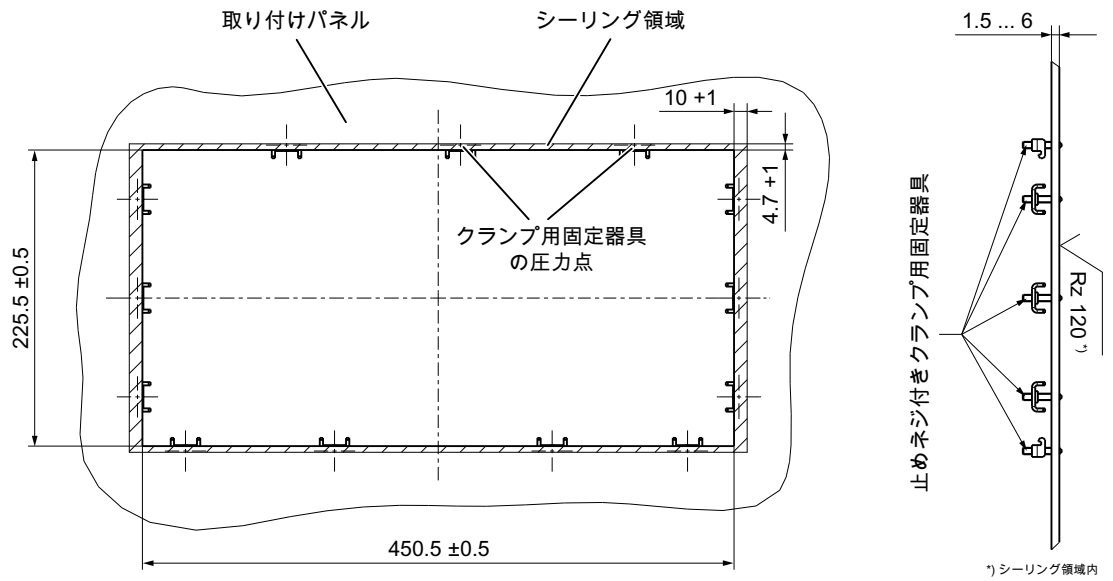 取り付けパネル
シーリング領域
1.5 ... 6
10 +1
4.7 +1
クランプ用固定器具
の圧力点
225.5 ±0.5
450.5 ±0.5
止めネジ付きクランプ用固定器具
Rz 120 *)
*) シーリング領域内